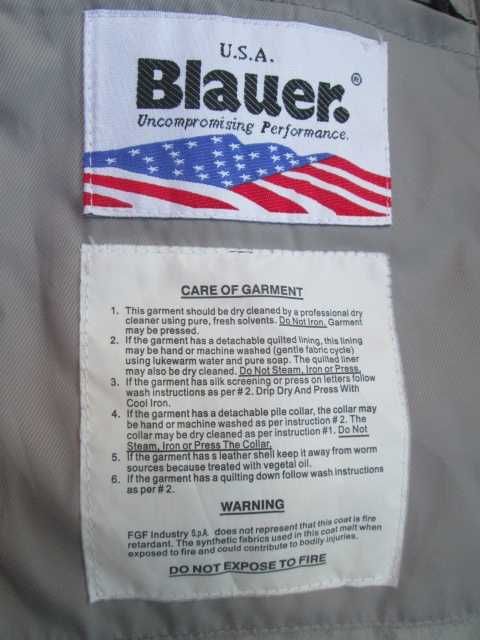 U.S.A.
Blauer.®
Uncompromising Performance.
CARE OF GARMENT
1. This garment should be dry cleaned by a professional dry
cleaner using pure, fresh solvents. Do Not Iron. Garment
may be pressed.
2. If the garment has a detachable quilted lining, this lining
may be hand or machine washed (gentle fabric cycle)
using lukewarm water and pure soap. The quilted liner
may also be dry cleaned. Do Not Steam, Iron or Press.
3. If the garment has silk screening or press on letters follow
wash instructions as per # 2. Drip Dry And Press With
Cool Iron.
4. If the garment has a detachable pile collar, the collar may
be hand or machine washed as per instruction # 2. The
collar may be dry cleaned as per instruction #1. Do Not
Steam, Iron or Press The Collar.
5. If the garment has s leather shell keep it away from worm
sources because treated with vegetal oil.
6. If the garment has a quilting down follow wash instructions
as per # 2.
WARNING
FGF Industry S.p.A. does not represent that this coat is fire
retardant. The synthetic fabrics used in this coat melt when
exposed to fire and could contribute to bodily injuries.
DO NOT EXPOSE TO FIRE